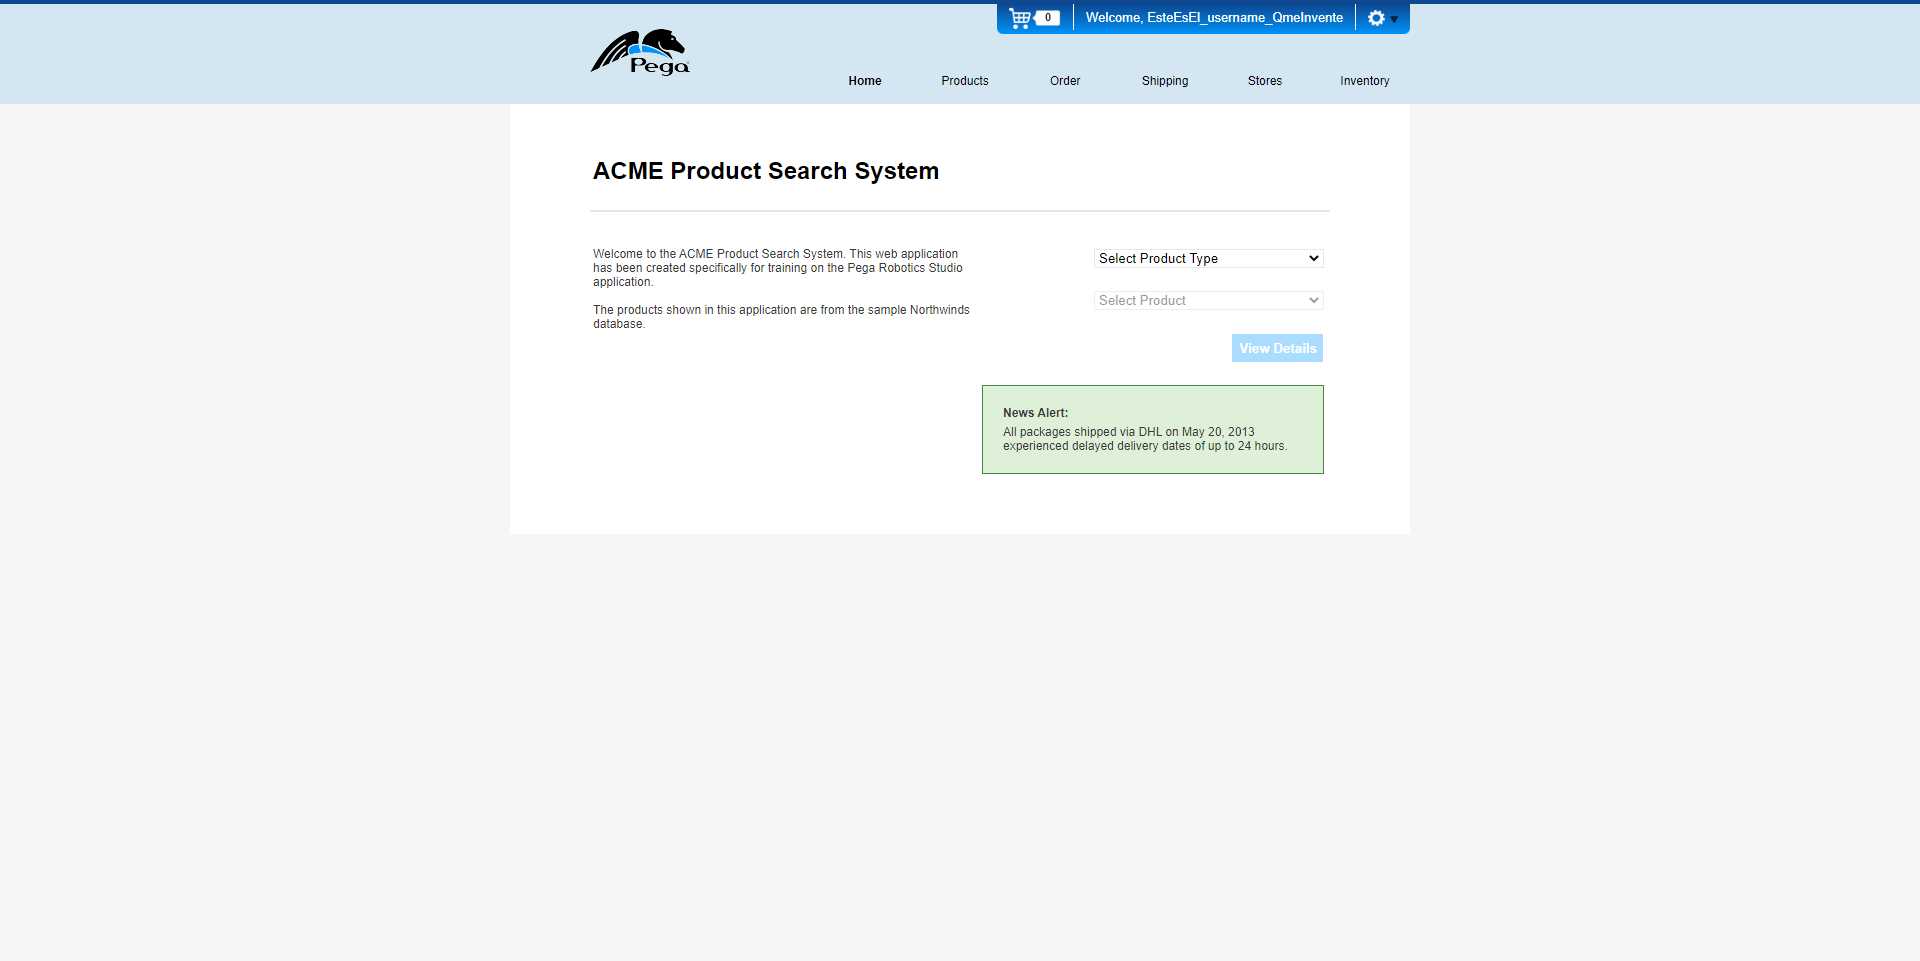 0
Welcome, EsteEsEl_username_QmeInvente
Pega
Home
Products
Order
Shipping
Stores
Inventory
ACME Product Search System
Welcome to the ACME Product Search System. This web application
has been created specifically for training on the Pega Robotics Studio
application.
The products shown in this application are from the sample Northwinds
database.
Select Product Type
Select Product
View Details
News Alert:
All packages shipped via DHL on May 20, 2013
experienced delayed delivery dates of up to 24 hours.